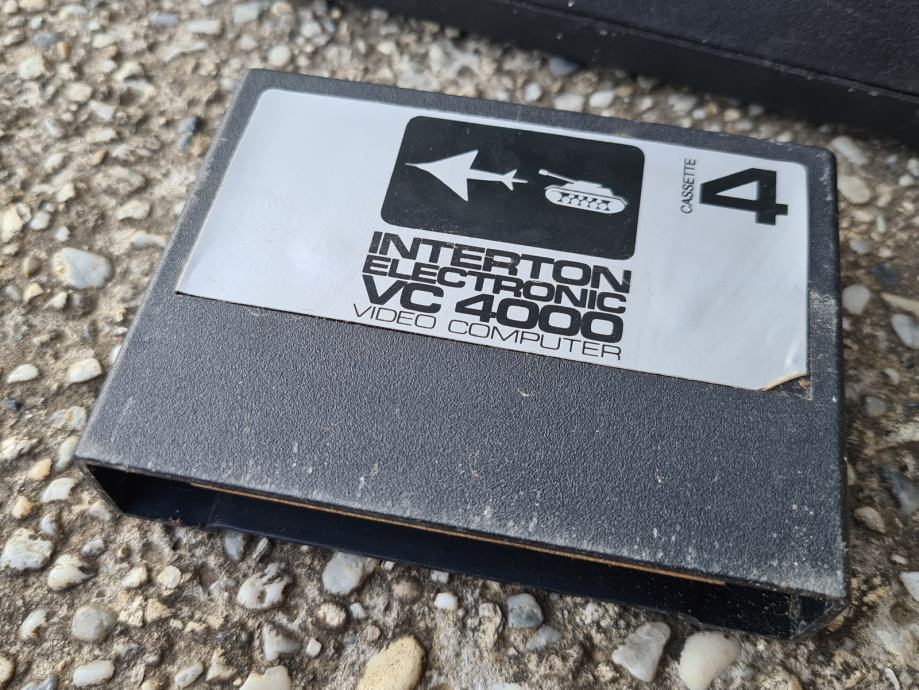 CASSETTE
4
INTERTON
ELECTRONIC
VC 4000
VIDEO COMPUTER